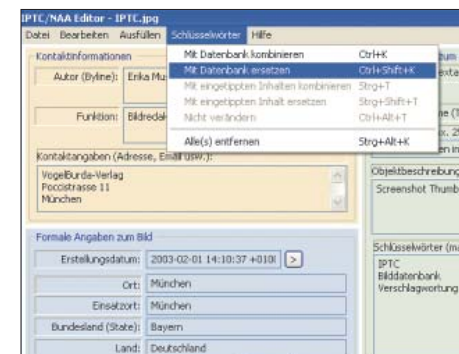 IPTC/NAA Editor - IPTC.jpg
Datei Bearbeiten Ausfüllen Schlüsselwörter Hilfe
Mit Datenbank kombinieren Ctrl+K
Mit Datenbank ersetzen Ctrl+Shift+K
Mit eingetippten Inhalten kombinieren Strg+T
Mit eingetippten Inhalt ersetzen Strg+Shift+T
Nicht verändern Ctrl+Alt+T
Alle(s) entfernen Strg+Alt+K
Kontaktinformationen
Autor (Byline): Erika Mu
Funktion: Bildredak
Kontaktangaben (Adresse, Email usw.):
VogelBurda-Verlag
Poccistrasse 11
München
Objektbeschreibung
Screenshot Thumb
Formale Angaben zum Bild
Erstellungsdatum: 2003-02-01 14:10:37 +010 >
Ort: München
Einsatzort: München
Bundesland (State): Bayern
Land: Deutschland
Schlüsselwörter (ma
IPTC
Bilddatenbank
Verschlagwortung